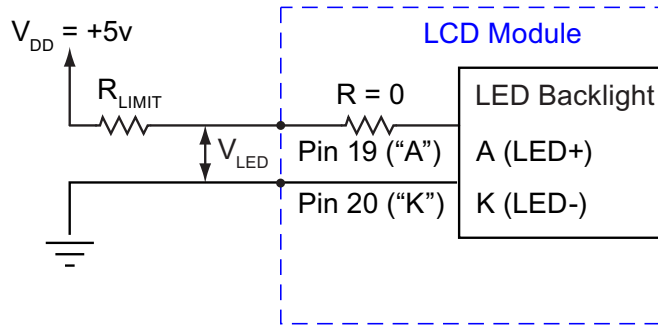 V_DD = +5v
LCD Module
R_LIMIT
R = 0
LED Backlight
V_LED
Pin 19 (“A”)
A (LED+)
Pin 20 (“K”)
K (LED-)